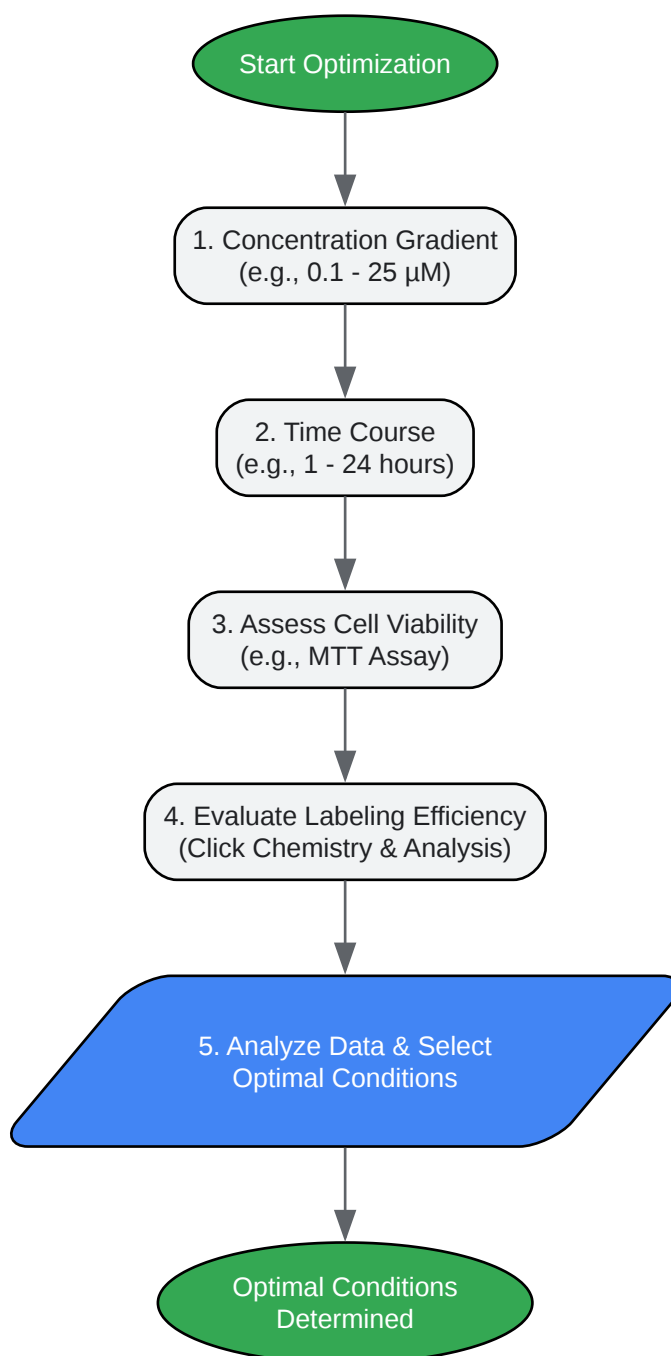 Start Optimization
1. Concentration Gradient
(e.g., 0.1 - 25 µM)
2. Time Course
(e.g., 1 - 24 hours)
3. Assess Cell Viability
(e.g., MTT Assay)
4. Evaluate Labeling Efficiency
(Click Chemistry & Analysis)
5. Analyze Data & Select
Optimal Conditions
Optimal Conditions
Determined